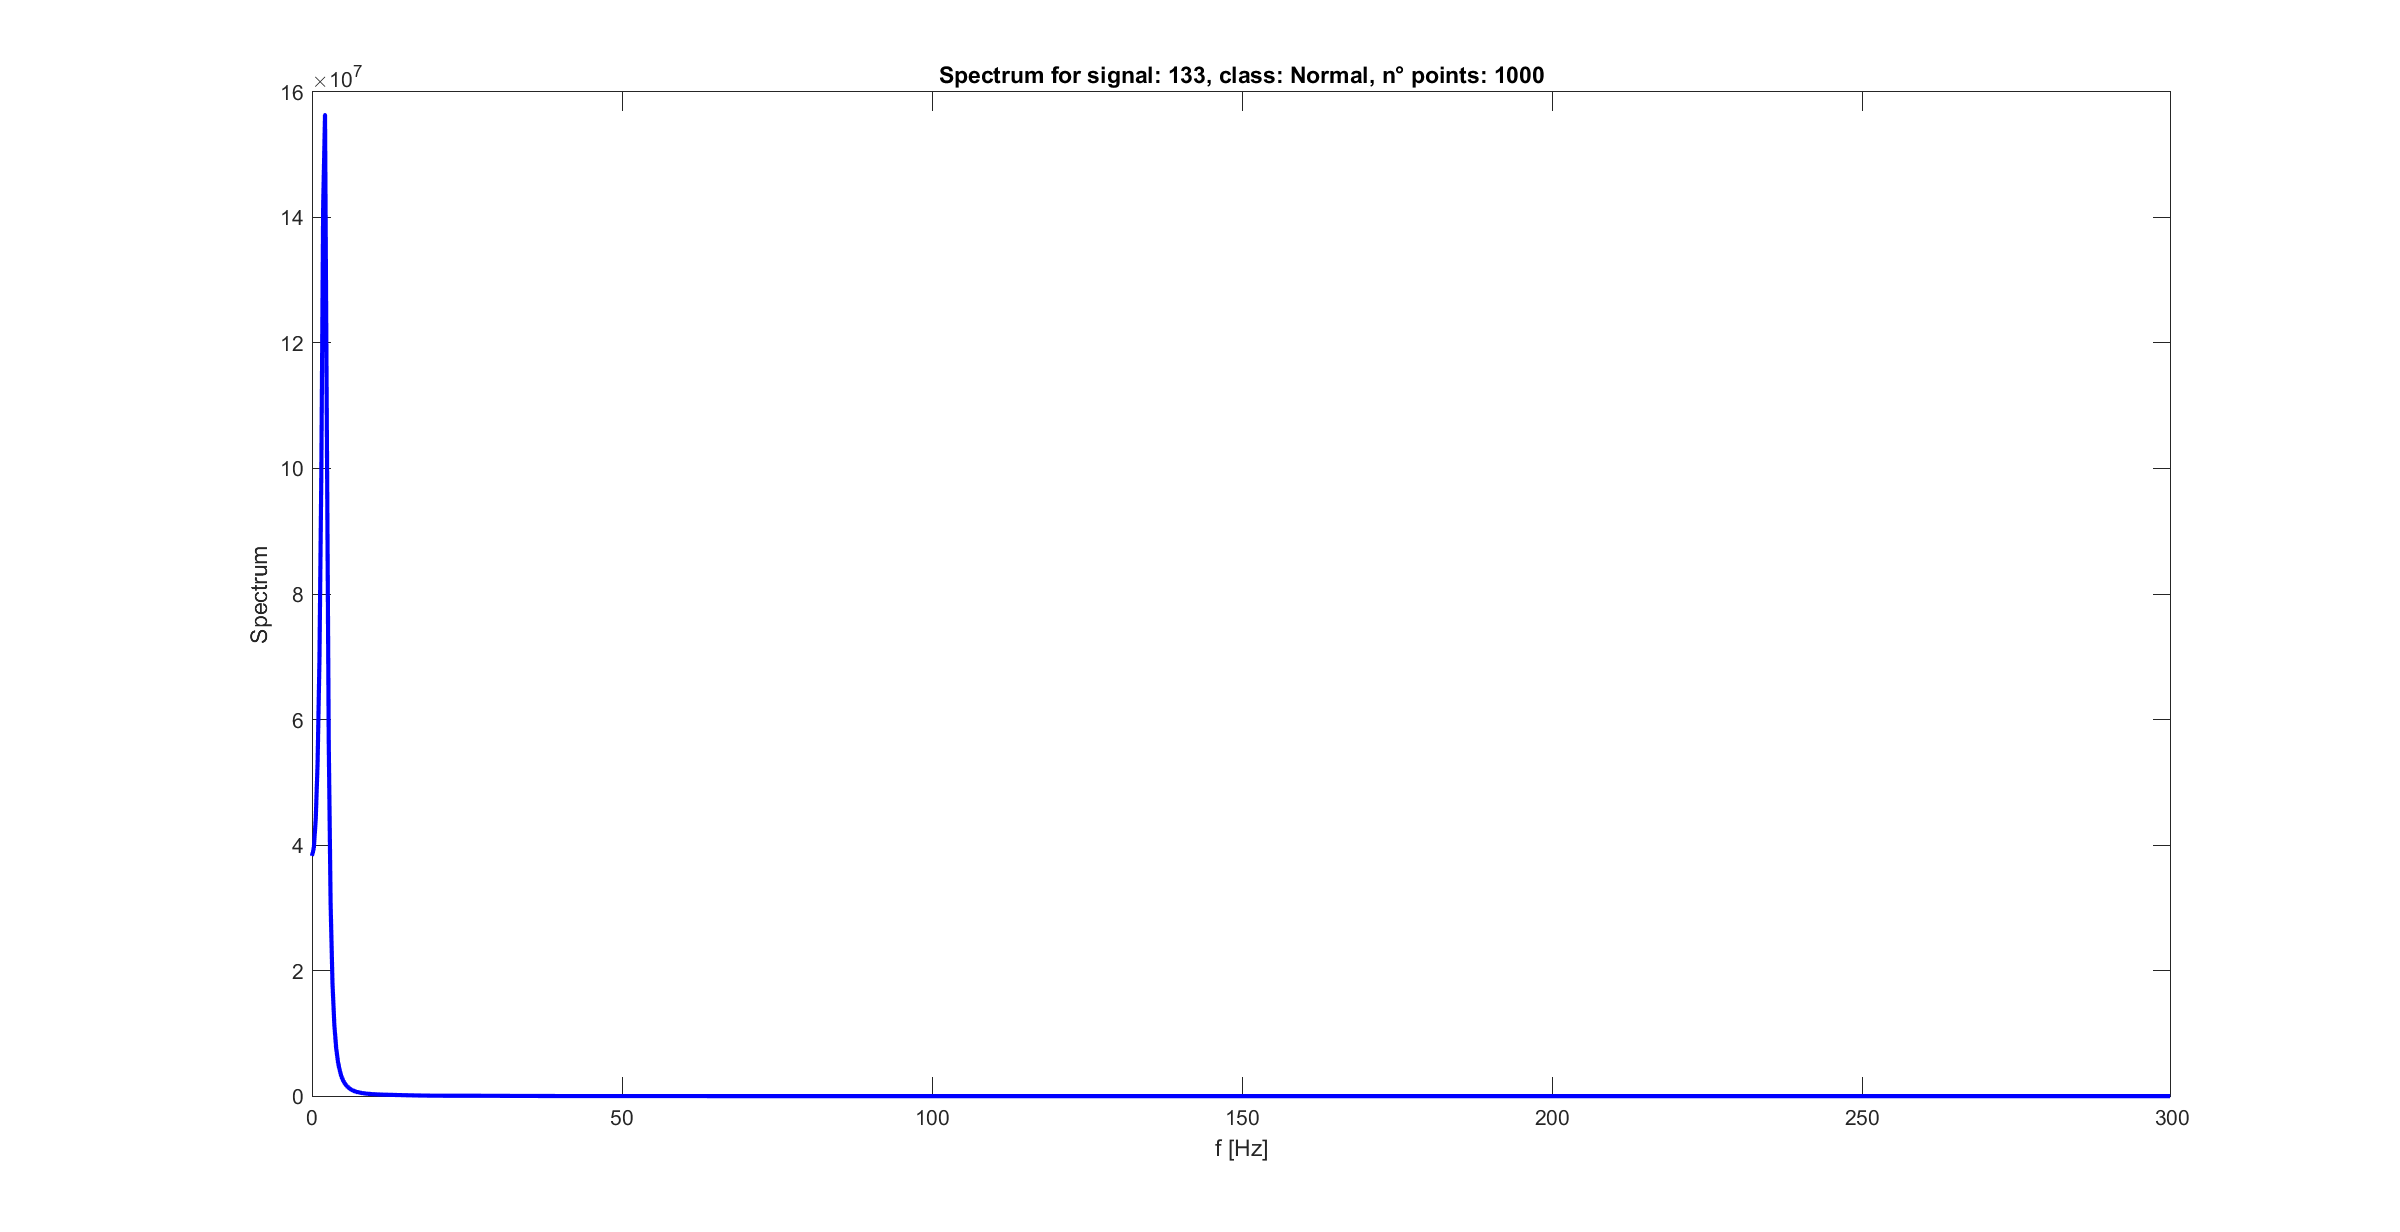 Spectrum for signal: 133, class: Normal, n° points: 1000
×10⁷
16
14
12
10
8
6
4
2
0
Spectrum
0 50 100 150 200 250 300
f [Hz]